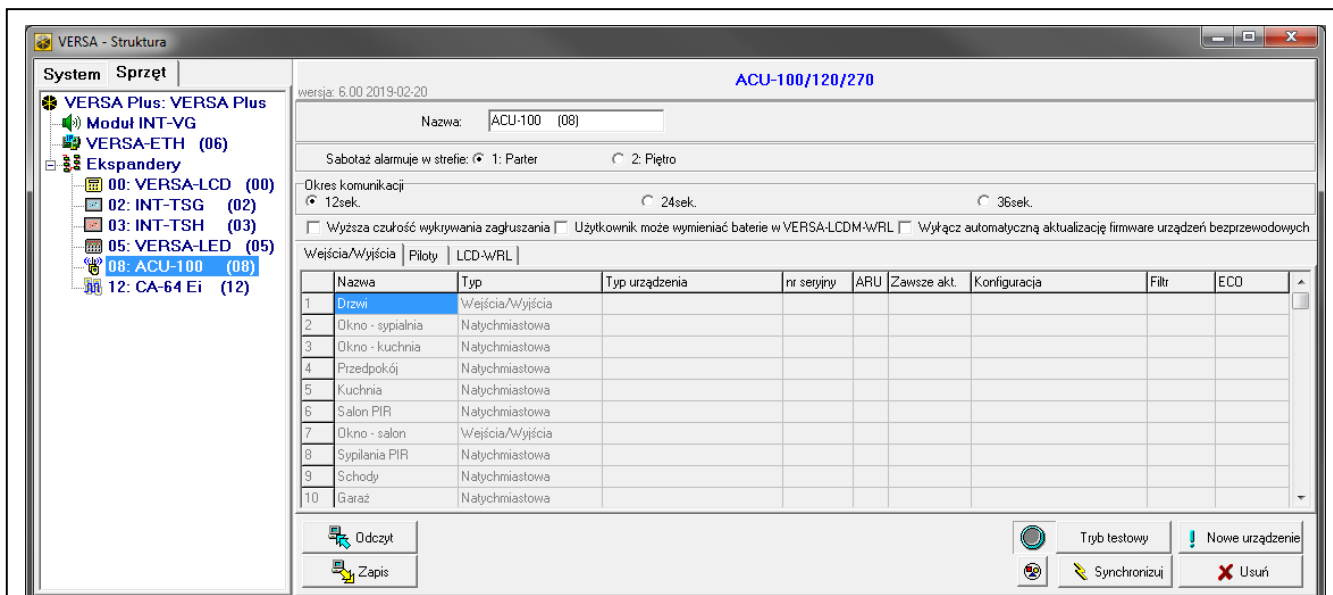 VERSA - Struktura
System Sprzęt
VERSA Plus: VERSA Plus
Moduł INT-VG
VERSA-ETH (06)
Ekspandery
00: VERSA-LCD (00)
02: INT-TSG (02)
03: INT-TSH (03)
05: VERSA-LED (05)
08: ACU-100 (08)
12: CA-64 Ei (12)
ACU-100/120/270
wersja: 6.00 2019-02-20
Nazwa: ACU-100 (08)
Sabotaż alarmuje w strefie: 1: Parter 2: Piętro
Okres komunikacji
12sek. 24sek. 36sek.
Wyższa czułość wykrywania zagłuszania Użytkownik może wymieniać baterie w VERSA-LCDM-WRL Wyłącz automatyczną aktualizację firmware urządzeń bezprzewodowych
Wejścia/Wyjścia Piloty LCD-WRL
Nazwa Typ Typ urządzenia nr seryjny ARU Zawsze akt. Konfiguracja Filtr ECO
1 Drzwi Wejścia/Wyjścia
2 Okno - sypialnia Natychmiastowa
3 Okno - kuchnia Natychmiastowa
4 Przedpokój Natychmiastowa
5 Kuchnia Natychmiastowa
6 Salon PIR Natychmiastowa
7 Okno - salon Wejścia/Wyjścia
8 Sypilania PIR Natychmiastowa
9 Schody Natychmiastowa
10 Garaż Natychmiastowa
Odczyt Tryb testowy Nowe urządzenie
Zapis Synchronizuj Usuń